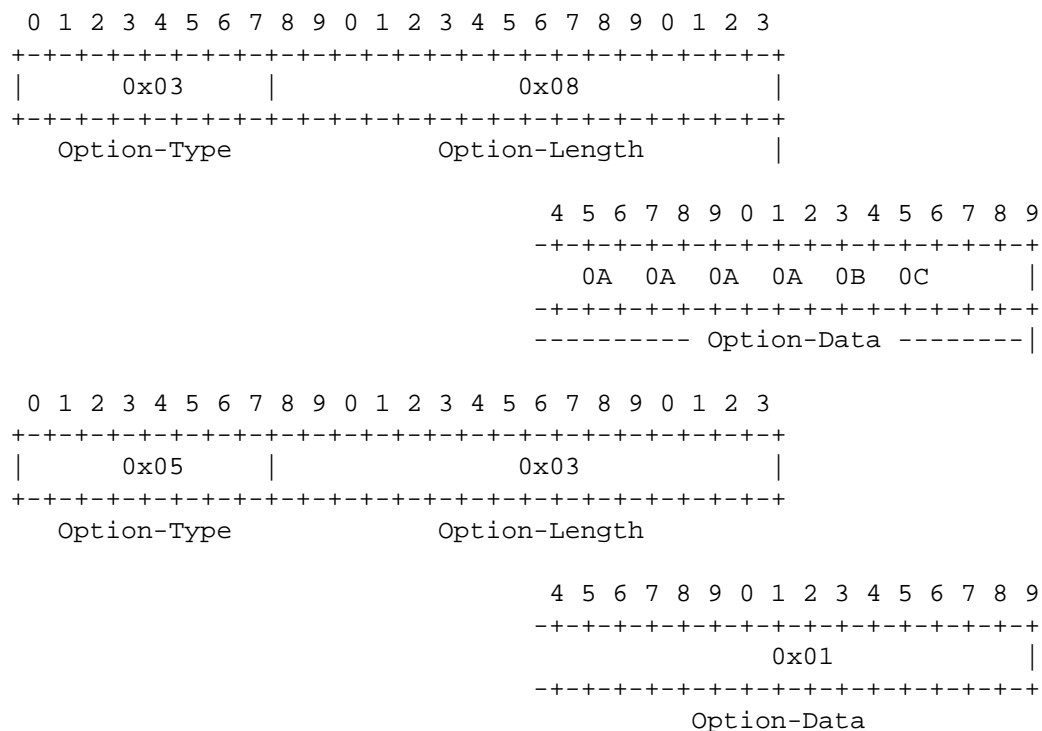 0 1 2 3 4 5 6 7 8 9 0 1 2 3 4 5 6 7 8 9 0 1 2 3
+-+-+-+-+-+-+-+-+-+-+-+-+-+-+-+-+-+-+-+-+-+-+-+-+
|      0x03     |              0x08             |
+-+-+-+-+-+-+-+-+-+-+-+-+-+-+-+-+-+-+-+-+-+-+-+-+
   Option-Type             Option-Length        |
                                  4 5 6 7 8 9 0 1 2 3 4 5 6 7 8 9
                                 -+-+-+-+-+-+-+-+-+-+-+-+-+-+-+-+
                                    0A  0A  0A  0A  0B  0C      |
                                 -+-+-+-+-+-+-+-+-+-+-+-+-+-+-+-+
                                 ---------- Option-Data --------|
 0 1 2 3 4 5 6 7 8 9 0 1 2 3 4 5 6 7 8 9 0 1 2 3
+-+-+-+-+-+-+-+-+-+-+-+-+-+-+-+-+-+-+-+-+-+-+-+-+
|      0x05     |              0x03             |
+-+-+-+-+-+-+-+-+-+-+-+-+-+-+-+-+-+-+-+-+-+-+-+-+
   Option-Type             Option-Length
                                  4 5 6 7 8 9 0 1 2 3 4 5 6 7 8 9
                                 -+-+-+-+-+-+-+-+-+-+-+-+-+-+-+-+
                                                0x01            |
                                 -+-+-+-+-+-+-+-+-+-+-+-+-+-+-+-+
                                           Option-Data